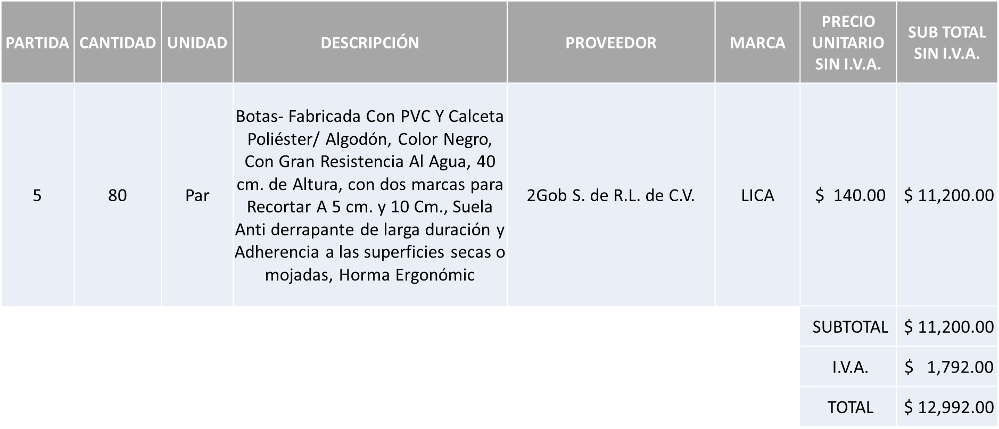 PARTIDA CANTIDAD UNIDAD DESCRIPCIÓN PROVEEDOR MARCA PRECIO UNITARIO SIN I.V.A. SUB TOTAL SIN I.V.A.
5 80 Par
Botas- Fabricada Con PVC Y Calceta
Poliéster/ Algodón, Color Negro,
Con Gran Resistencia Al Agua, 40
cm. de Altura, con dos marcas para
Recortar A 5 cm. y 10 Cm., Suela
Anti derrapante de larga duración y
Adherencia a las superficies secas o
mojadas, Horma Ergonómic
2Gob S. de R.L. de C.V. LICA $ 140.00 $ 11,200.00
SUBTOTAL $ 11,200.00
I.V.A. $ 1,792.00
TOTAL $ 12,992.00